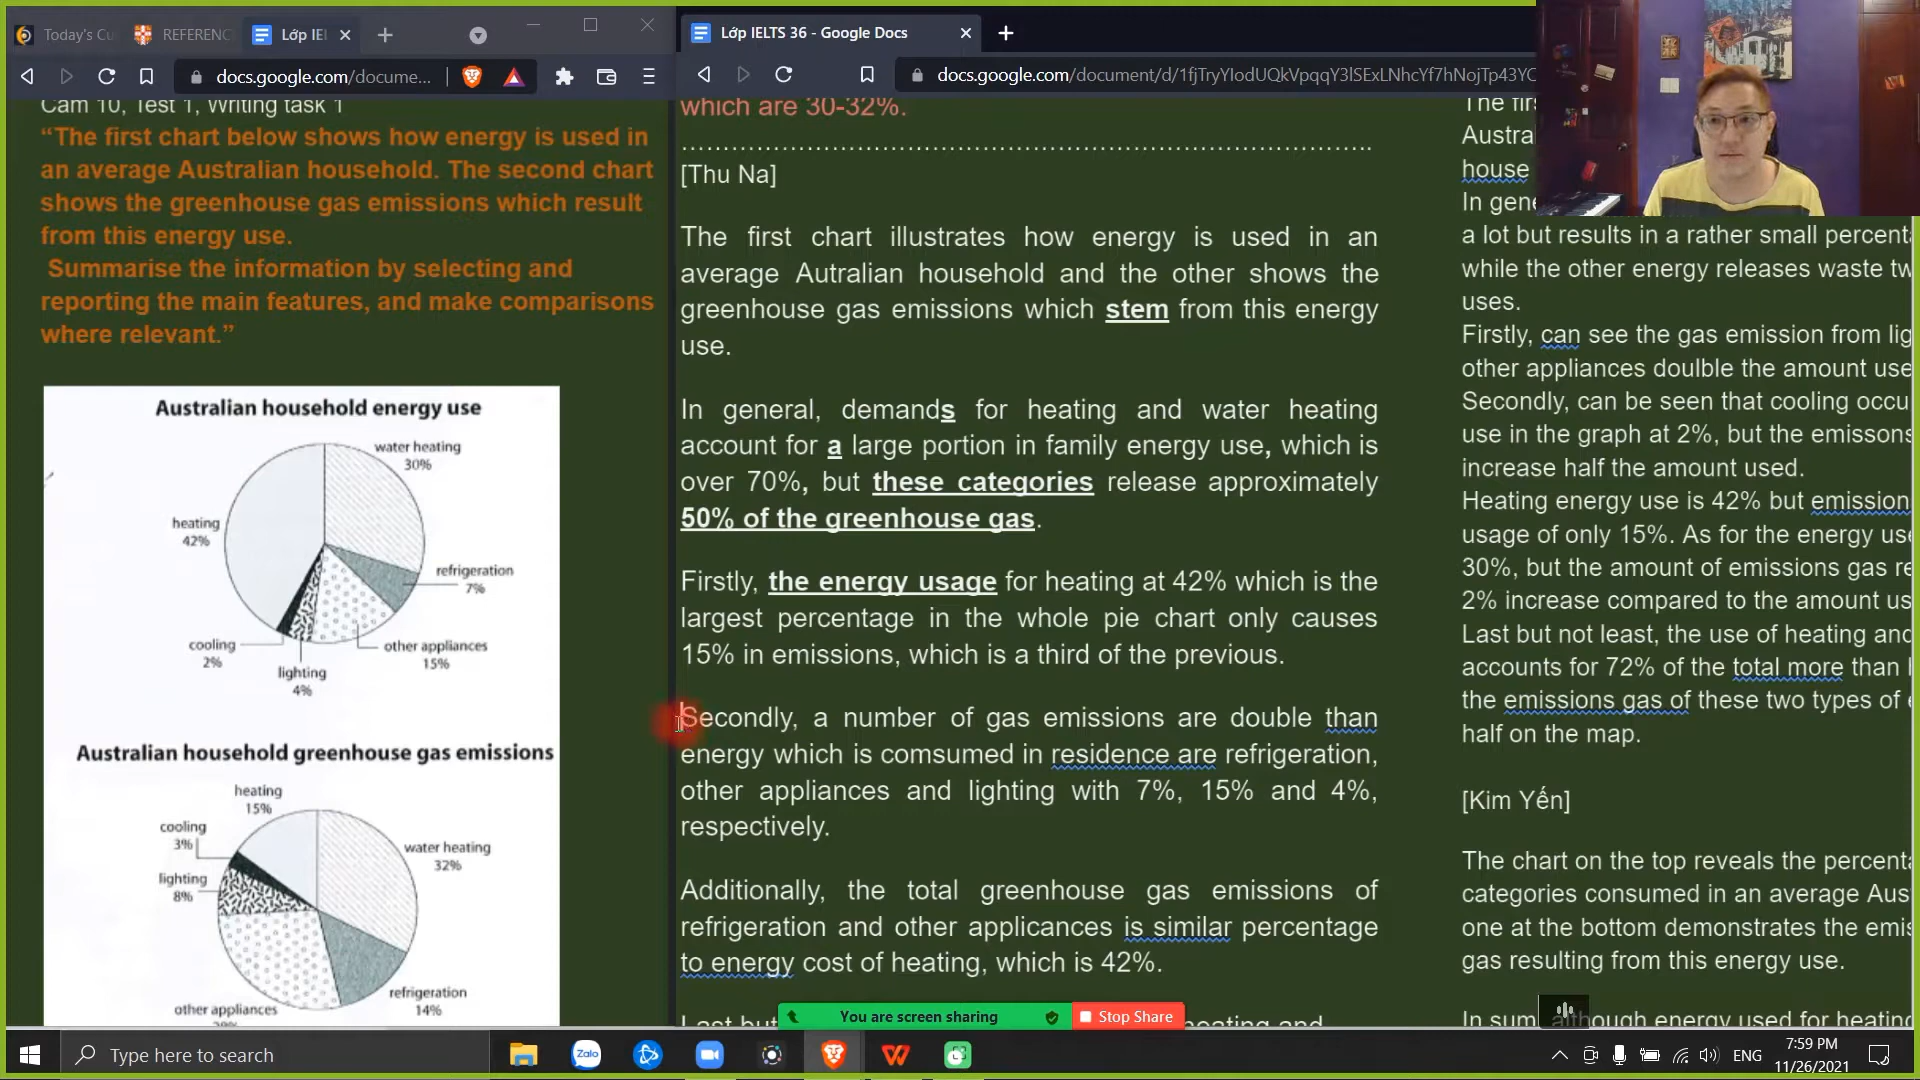 Today's Cu
REFERENC
Lớp IEI
Lớp IELTS 36 - Google Docs
docs.google.com/docume...
docs.google.com/document/d/1fjTryYIodUQkVpqqY3lSExLNhcYf7hNojTp43YC
Cam 10, Test 1, Writing task 1
“The first chart below shows how energy is used in
an average Australian household. The second chart
shows the greenhouse gas emissions which result
from this energy use.
Summarise the information by selecting and
reporting the main features, and make comparisons
where relevant.”
Australian household energy use
water heating
30%
heating
42%
refrigeration
7%
cooling
2%
other appliances
15%
lighting
4%
Australian household greenhouse gas emissions
heating
15%
cooling
3%
water heating
32%
lighting
8%
refrigeration
14%
other appliances
which are 30-32%.
[Thu Na]
The first chart illustrates how energy is used in an
average Autralian household and the other shows the
greenhouse gas emissions which stem from this energy
use.
In general, demands for heating and water heating
account for a large portion in family energy use, which is
over 70%, but these categories release approximately
50% of the greenhouse gas.
Firstly, the energy usage for heating at 42% which is the
largest percentage in the whole pie chart only causes
15% in emissions, which is a third of the previous.
Secondly, a number of gas emissions are double than
energy which is comsumed in residence are refrigeration,
other appliances and lighting with 7%, 15% and 4%,
respectively.
Additionally, the total greenhouse gas emissions of
refrigeration and other applicances is similar percentage
to energy cost of heating, which is 42%.
Last but
eating and
The firs
Austra
house
In gene
a lot but results in a rather small percent
while the other energy releases waste tw
uses.
Firstly, can see the gas emission from lig
other appliances doulble the amount use
Secondly, can be seen that cooling occu
use in the graph at 2%, but the emissons
increase half the amount used.
Heating energy use is 42% but emission
usage of only 15%. As for the energy us
30%, but the amount of emissions gas re
2% increase compared to the amount us
Last but not least, the use of heating and
accounts for 72% of the total more than
the emissions gas of these two types of
half on the map.
[Kim Yến]
The chart on the top reveals the percent
categories consumed in an average Aus
one at the bottom demonstrates the emis
gas resulting from this energy use.
In sum, although energy used for heating
You are screen sharing
Stop Share
Type here to search
Zalo
ENG
7:59 PM
11/26/2021